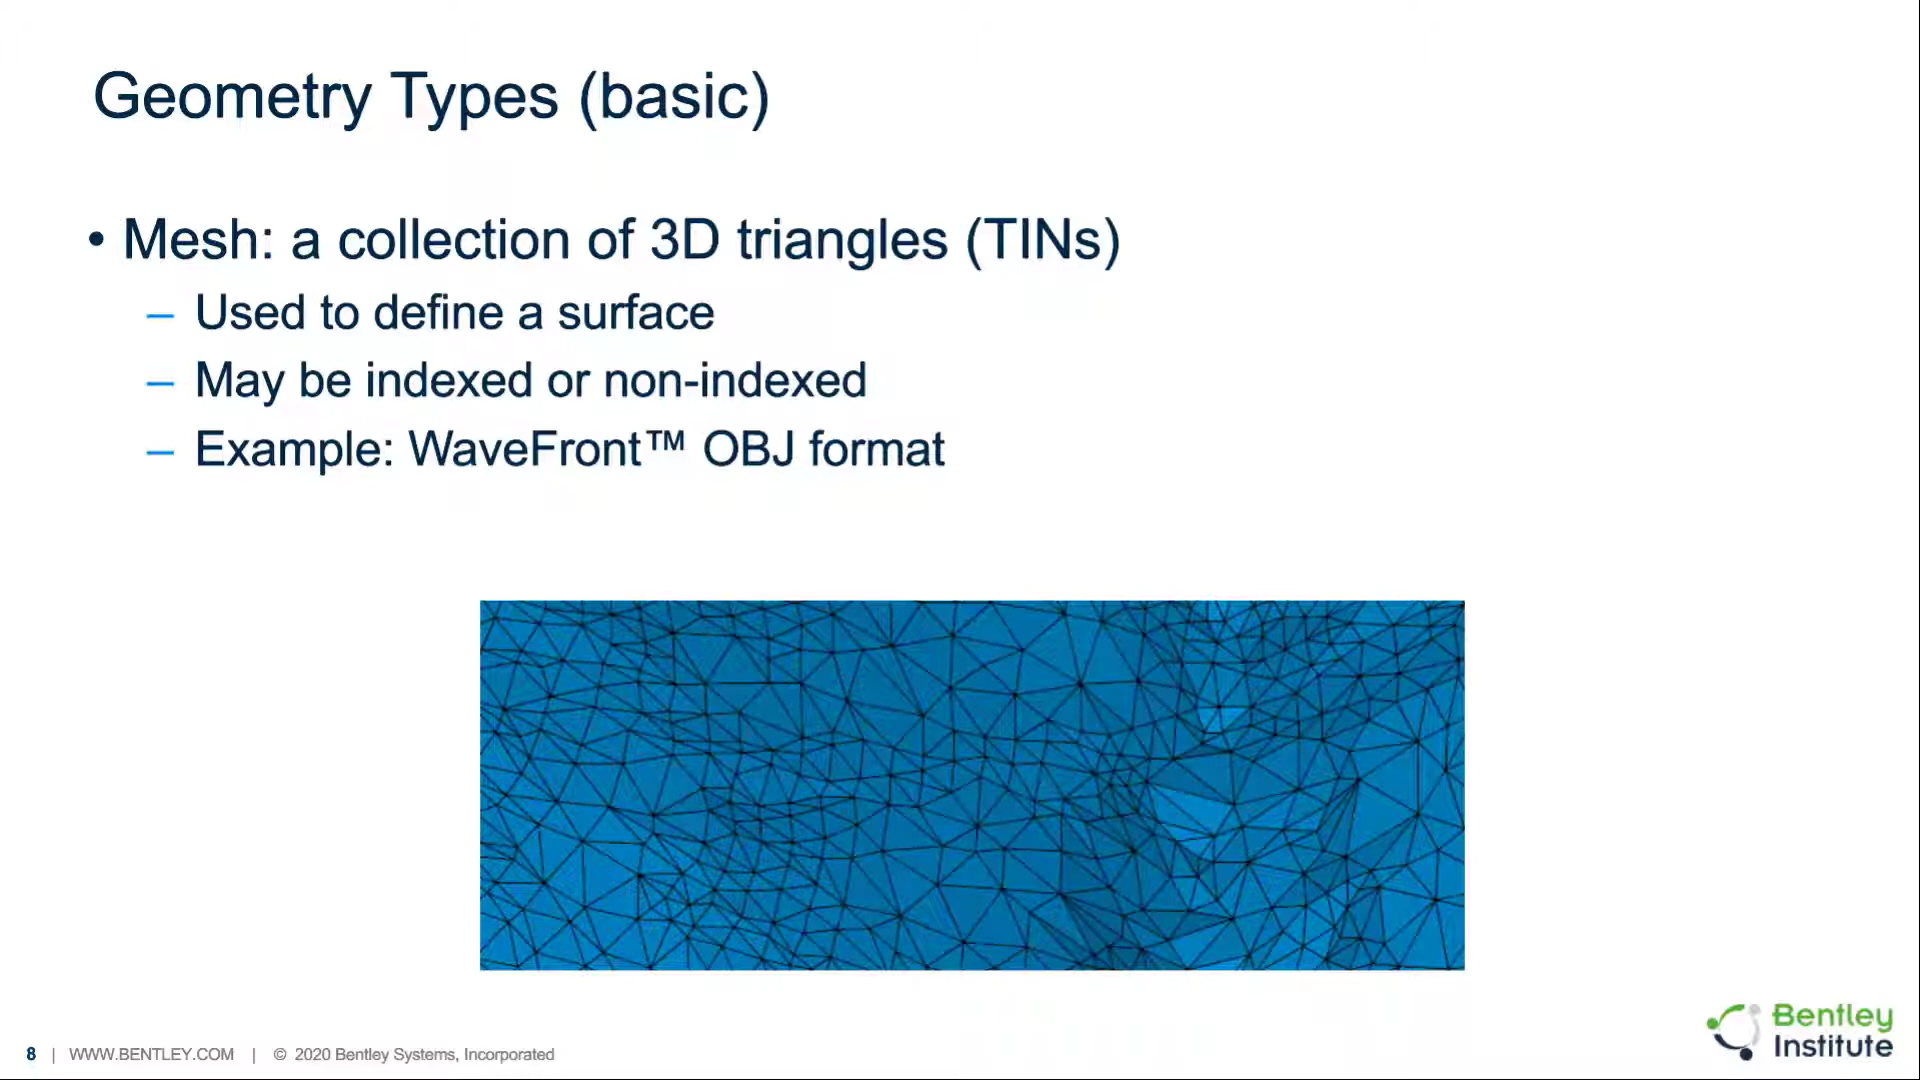 Geometry Types (basic)
• Mesh: a collection of 3D triangles (TINs)
– Used to define a surface
– May be indexed or non-indexed
– Example: WaveFront™ OBJ format
8 | WWW.BENTLEY.COM | © 2020 Bentley Systems, Incorporated
Bentley
Institute